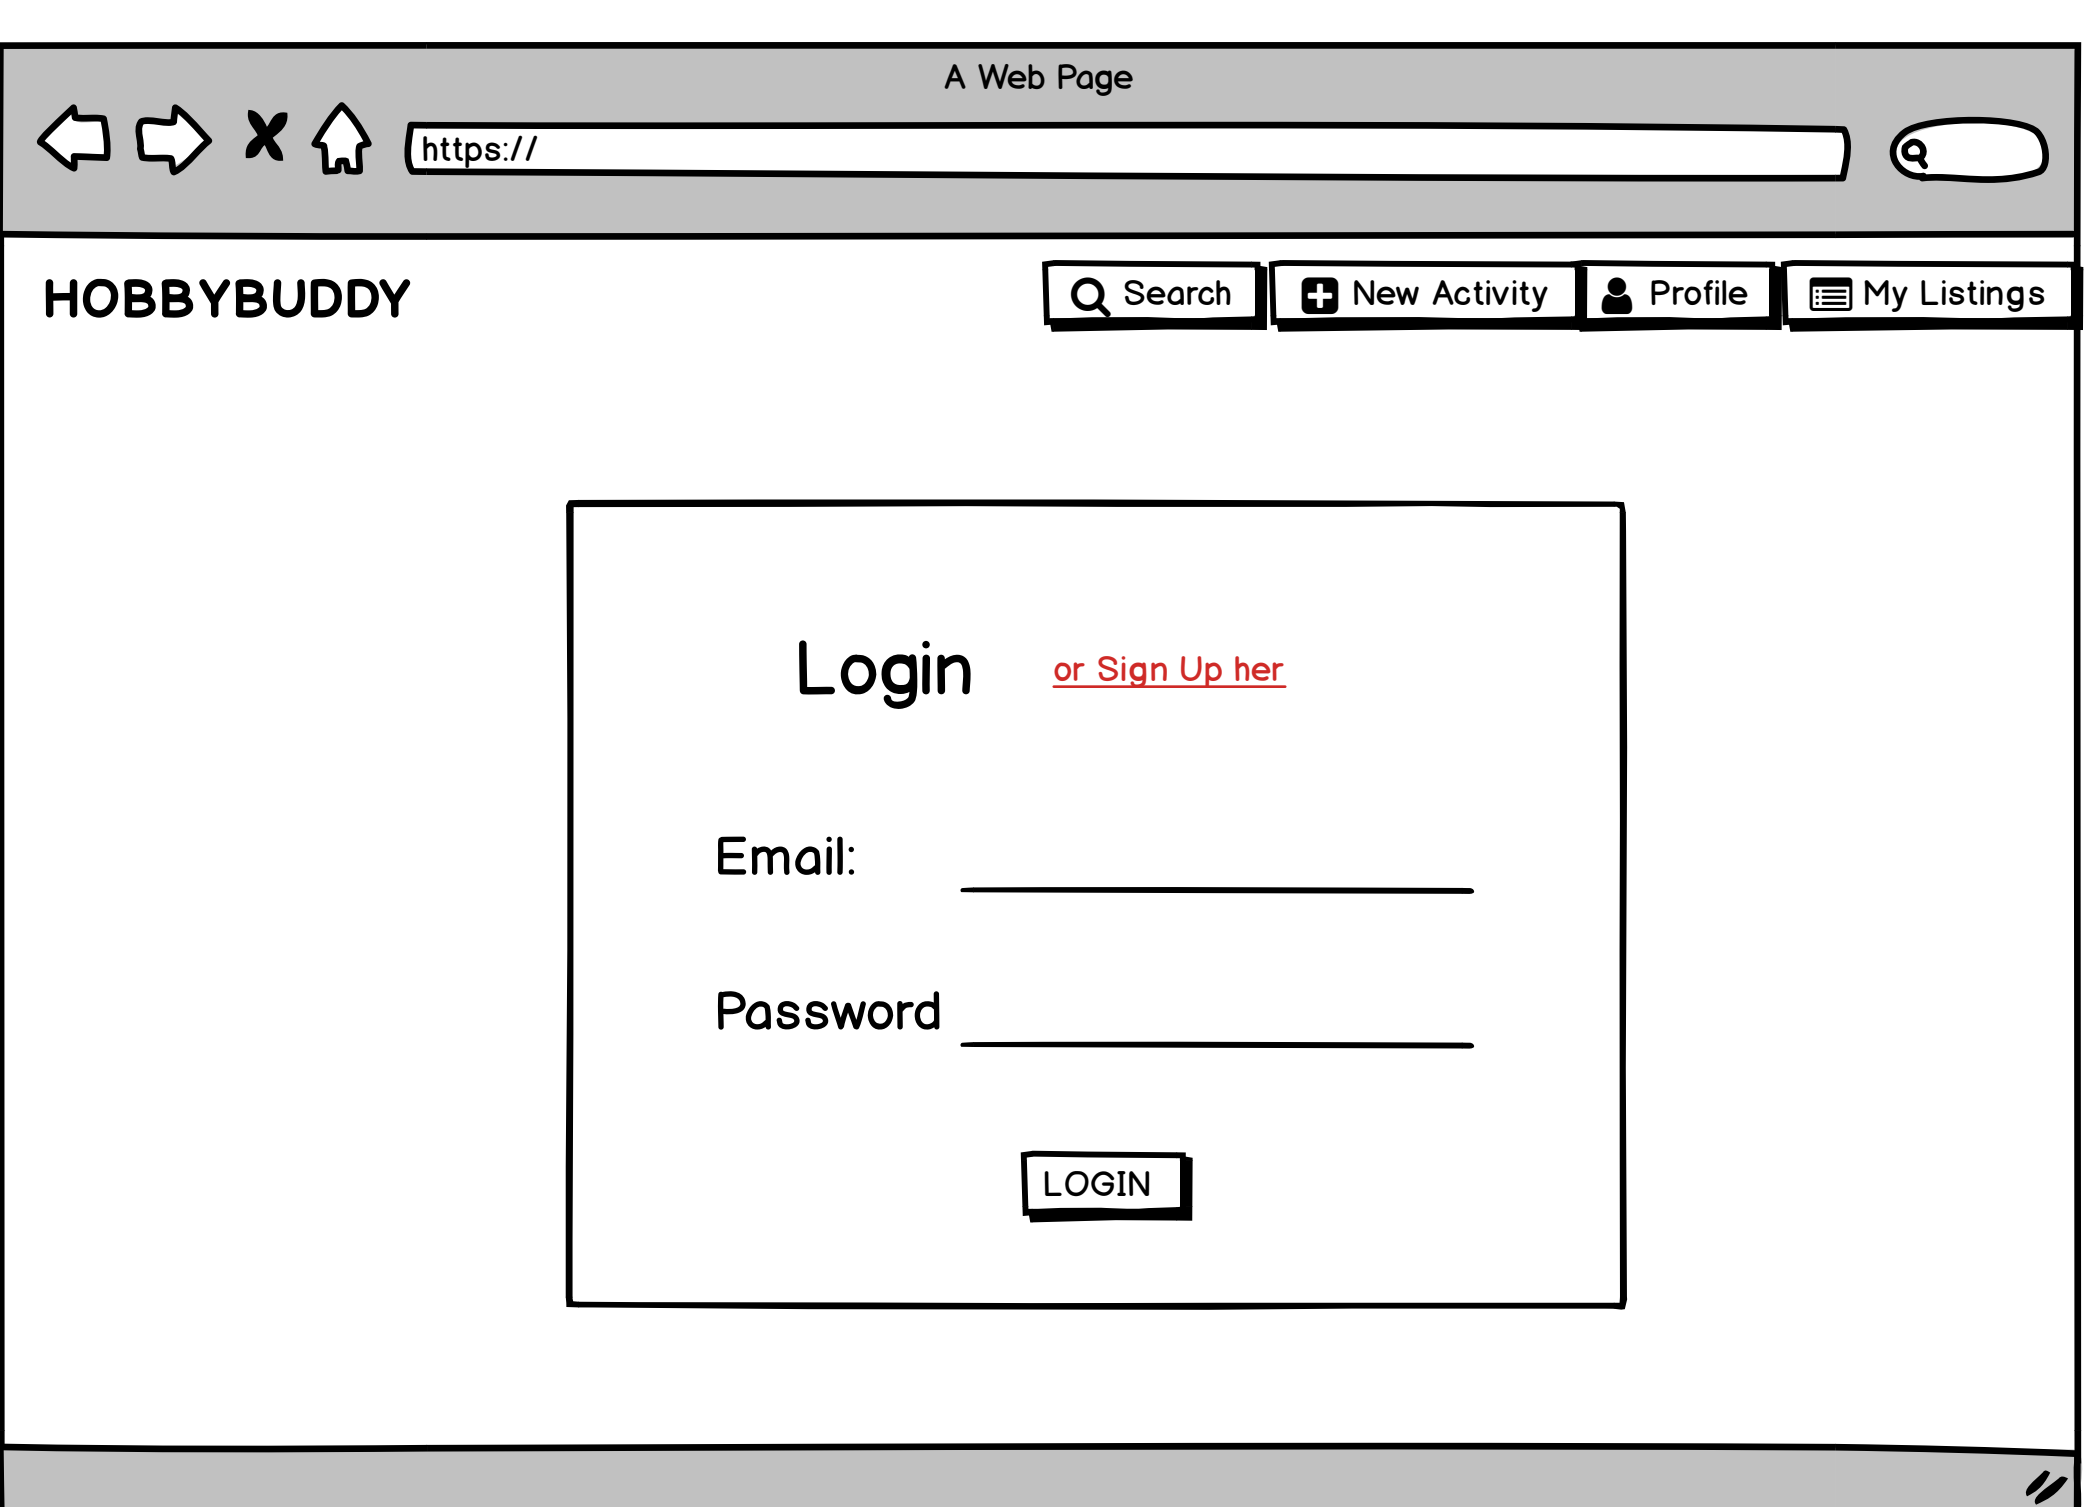 A Web Page
https://
HOBBYBUDDY
Search
New Activity
Profile
My Listings
Login
or Sign Up her
Email:
Password
LOGIN